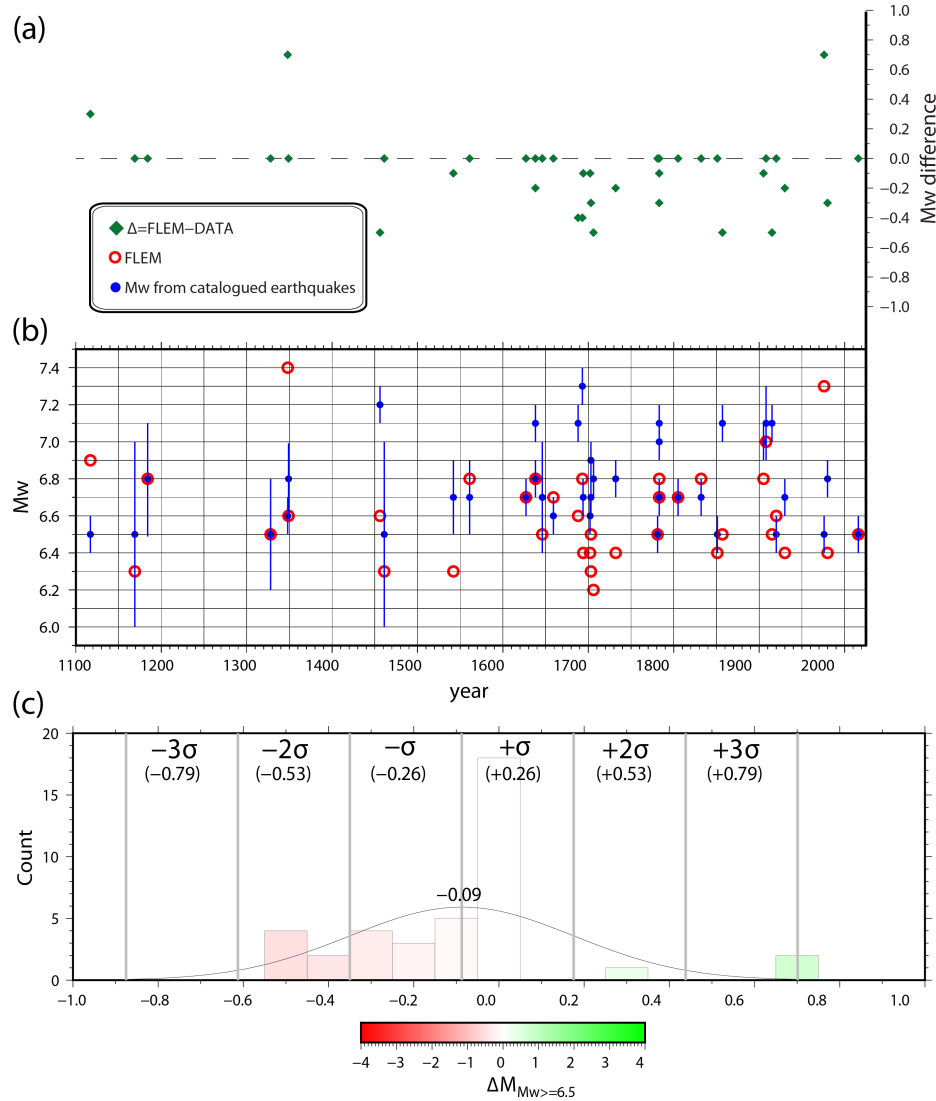 (a)
1.0
0.8
0.6
0.4
0.2
0.0
−0.2
−0.4
−0.6
−0.8
−1.0
Mw difference
Δ=FLEM−DATA
FLEM
Mw from catalogued earthquakes
(b)
7.4
7.2
7.0
6.8
6.6
6.4
6.2
6.0
Mw
1100 1200 1300 1400 1500 1600 1700 1800 1900 2000
year
(c)
20
15
10
5
0
Count
−3σ −2σ −σ +σ +2σ +3σ
(−0.79) (−0.53) (−0.26) (+0.26) (+0.53) (+0.79)
−0.09
−1.0 −0.8 −0.6 −0.4 −0.2 0.0 0.2 0.4 0.6 0.8 1.0
−4 −3 −2 −1 0 1 2 3 4
ΔM Mw>=6.5